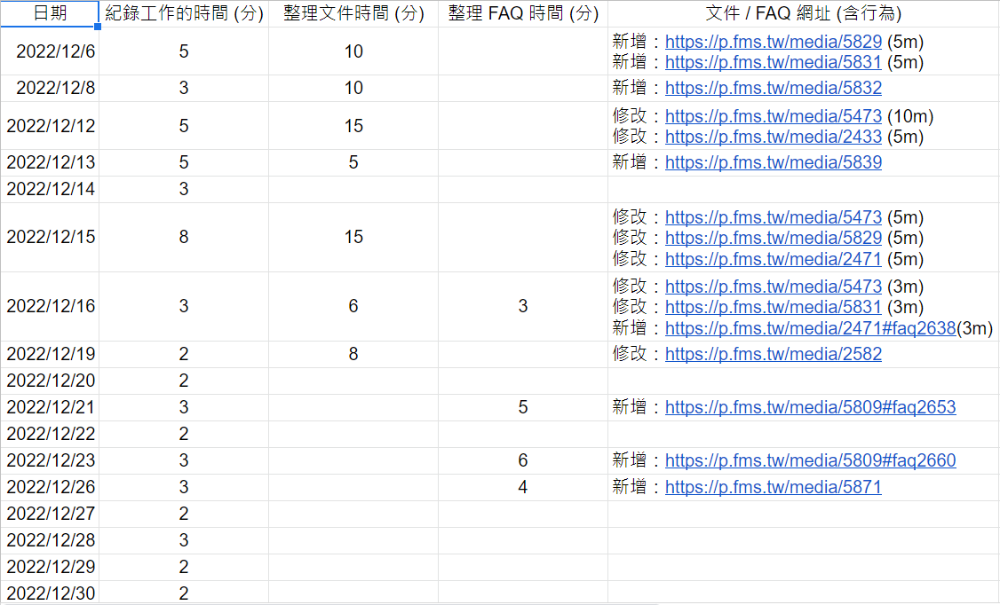 日期 紀錄工作的時間 (分) 整理文件時間 (分) 整理 FAQ 時間 (分) 文件 / FAQ 網址 (含行為)
2022/12/6 5 10 新增：https://p.fms.tw/media/5829 (5m)
新增：https://p.fms.tw/media/5831 (5m)
2022/12/8 3 10 新增：https://p.fms.tw/media/5832
2022/12/12 5 15 修改：https://p.fms.tw/media/5473 (10m)
修改：https://p.fms.tw/media/2433 (5m)
2022/12/13 5 5 新增：https://p.fms.tw/media/5839
2022/12/14 3
2022/12/15 8 15 修改：https://p.fms.tw/media/5473 (5m)
修改：https://p.fms.tw/media/5829 (5m)
修改：https://p.fms.tw/media/2471 (5m)
2022/12/16 3 6 3 修改：https://p.fms.tw/media/5473 (3m)
修改：https://p.fms.tw/media/5831 (3m)
新增：https://p.fms.tw/media/2471#faq2638(3m)
2022/12/19 2 8 修改：https://p.fms.tw/media/2582
2022/12/20 2
2022/12/21 3 5 新增：https://p.fms.tw/media/5809#faq2653
2022/12/22 2
2022/12/23 3 6 新增：https://p.fms.tw/media/5809#faq2660
2022/12/26 3 4 新增：https://p.fms.tw/media/5871
2022/12/27 2
2022/12/28 3
2022/12/29 2
2022/12/30 2